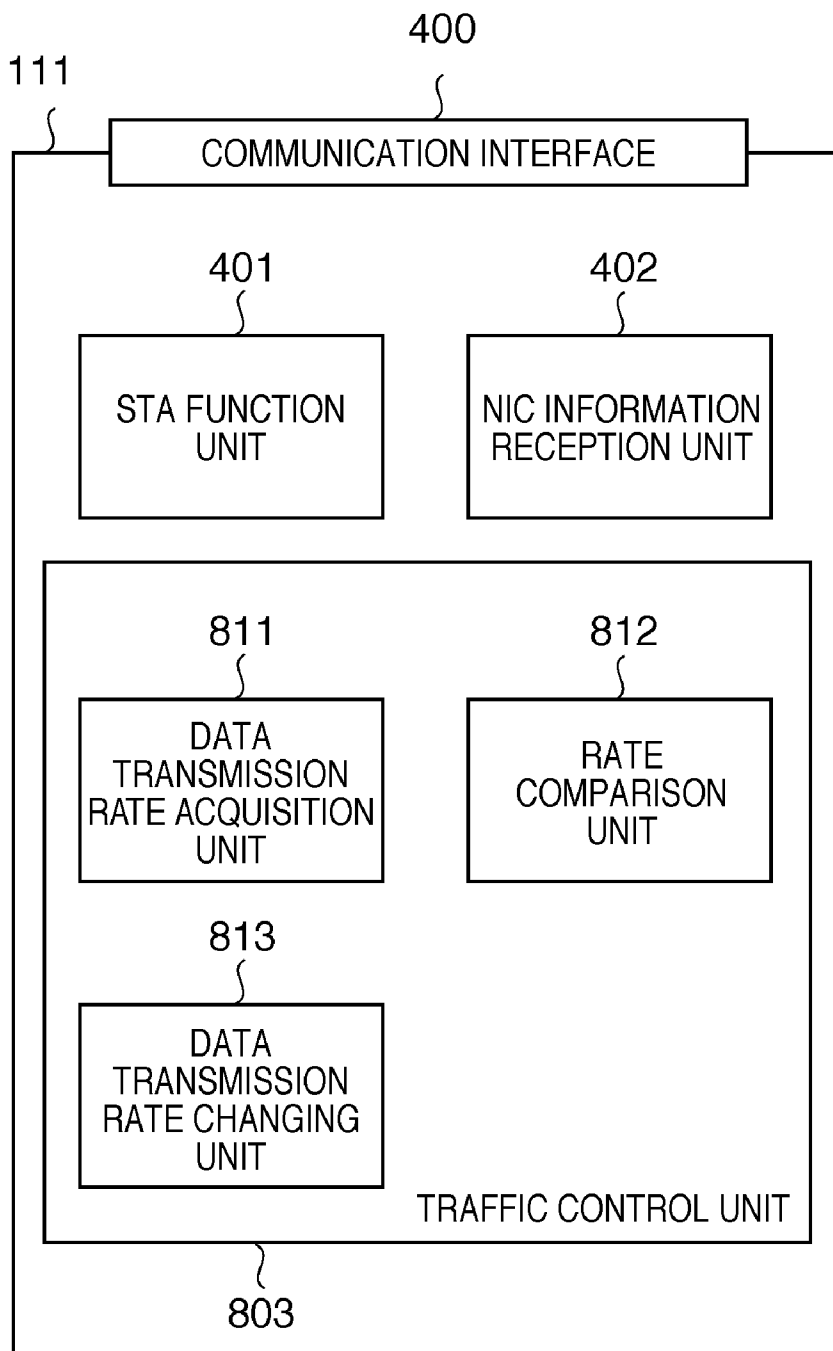 400
111
COMMUNICATION INTERFACE
401
402
STA FUNCTION
UNIT
NIC INFORMATION
RECEPTION UNIT
811
812
DATA
TRANSMISSION
RATE ACQUISITION
UNIT
RATE
COMPARISON
UNIT
813
DATA
TRANSMISSION
RATE CHANGING
UNIT
TRAFFIC CONTROL UNIT
803